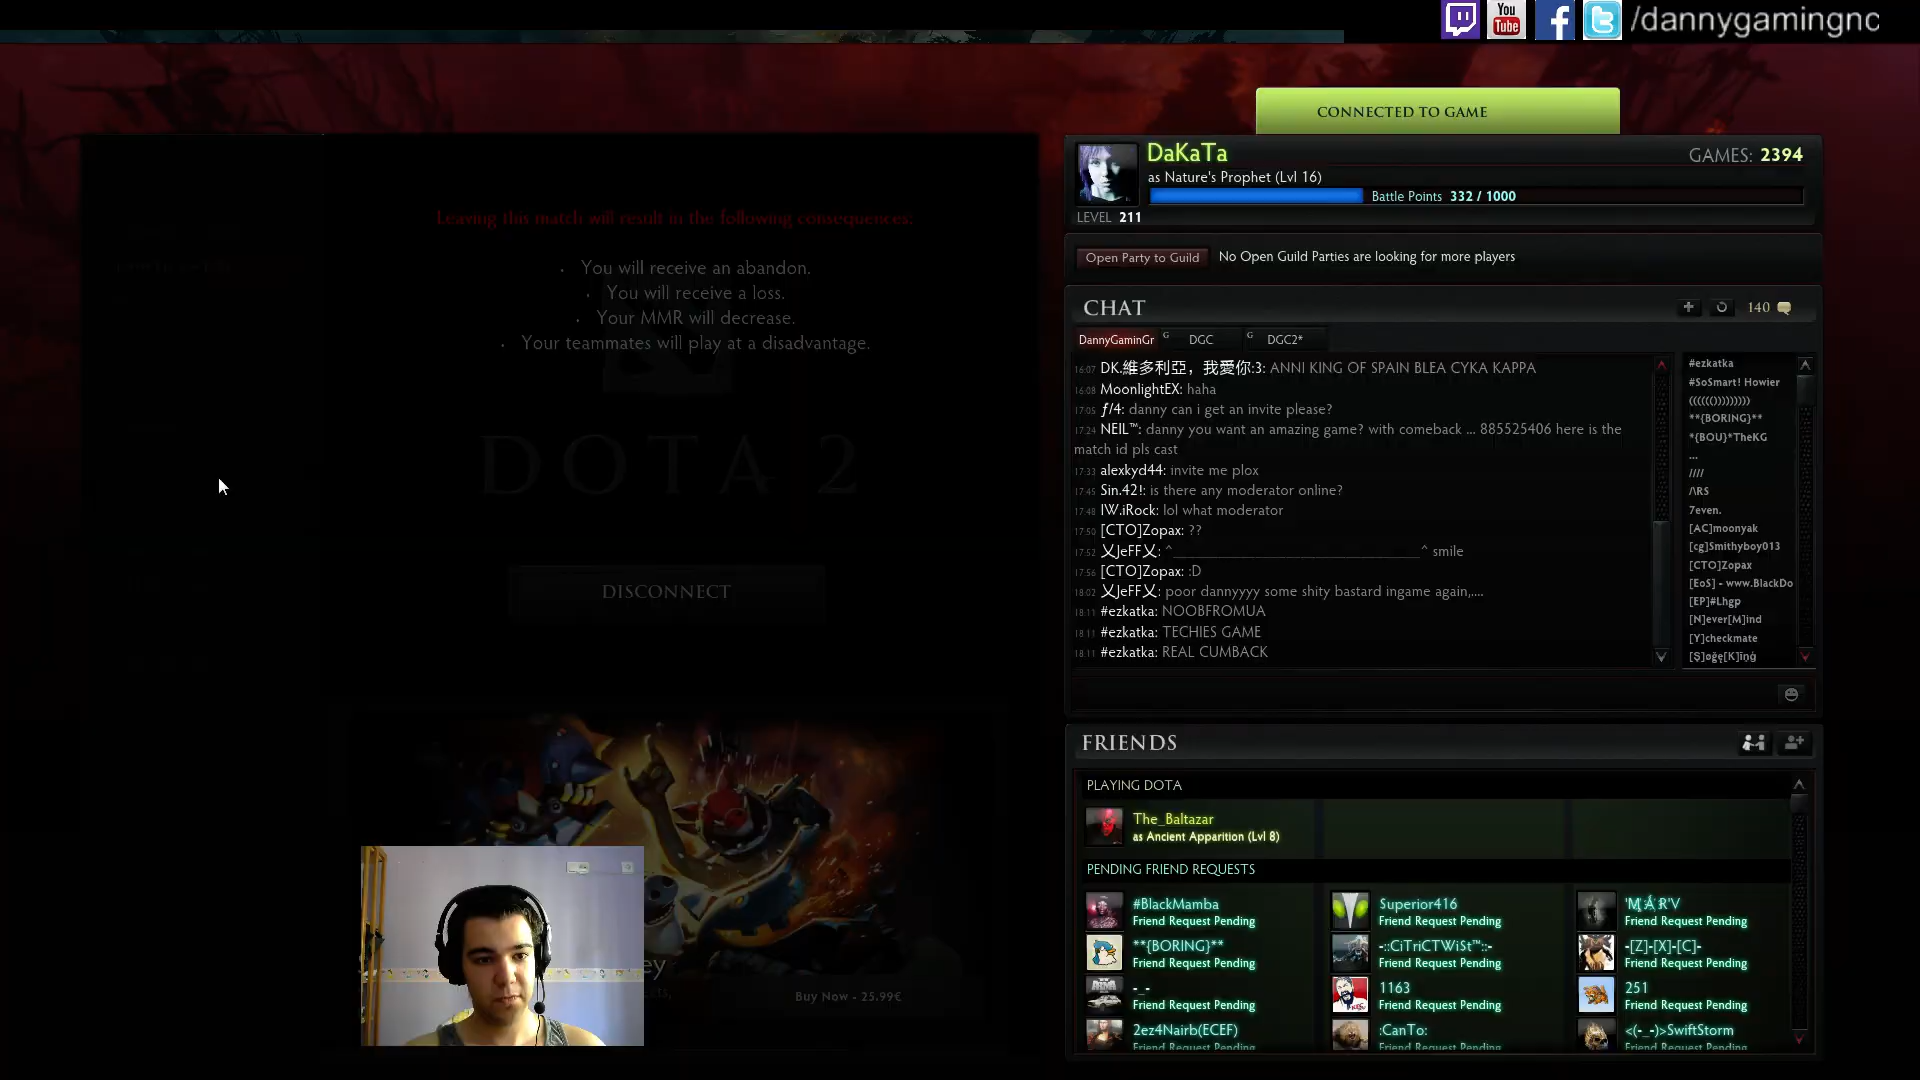 You
Tube
/dannygamingnc
CONNECTED TO GAME
DaKaTa
GAMES: 2394
as Nature's Prophet (Lvl 16)
Battle Points 332 / 1000
LEVEL 211
Open Party to Guild
No Open Guild Parties are looking for more players
Leaving this match will result in the following consequences:
• You will receive an abandon.
• You will receive a loss.
• Your MMR will decrease.
• Your teammates will play at a disadvantage.
DOTA 2
DISCONNECT
Buy Now - 25.99€
CHAT
140
DannyGaminGr
G DGC
G DGC2*
16:07 DK.維多利亞，我愛你:3: ANNI KING OF SPAIN BLEA CYKA KAPPA
16:08 MoonlightEX: haha
17:05 ƒ/4: danny can i get an invite please?
17:24 NEIL™: danny you want an amazing game? with comeback ... 885525406 here is the
match id pls cast
17:33 alexkyd44: invite me plox
17:45 Sin.42!: is there any moderator online?
17:48 IW.iRock: lol what moderator
17:50 [CTO]Zopax: ??
17:52 乂JeFF乂: ^______________________________^ smile
17:56 [CTO]Zopax: :D
18:02 乂JeFF乂: poor dannyyyy some shity bastard ingame again,....
18:11 #ezkatka: NOOBFROMUA
18:11 #ezkatka: TECHIES GAME
18:11 #ezkatka: REAL CUMBACK
#ezkatka
#SoSmart! Howier
(((((()))))))))
**{BORING}**
*{BOU}*TheKG
...
////
/\RS
7even.
[AC]moonyak
[cg]Smithyboy013
[CTO]Zopax
[EoS] - www.BlackDo
[EP]#Lhgp
[N]ever[M]ind
[Y]checkmate
FRIENDS
PLAYING DOTA
The_Baltazar
as Ancient Apparition (Lvl 8)
PENDING FRIEND REQUESTS
#BlackMamba
Friend Request Pending
Superior416
Friend Request Pending
Friend Request Pending
**{BORING}**
Friend Request Pending
-::CiTriCTWiSt™::-
Friend Request Pending
-[Z]-[X]-[C]-
Friend Request Pending
-_-
Friend Request Pending
1163
Friend Request Pending
251
Friend Request Pending
2ez4Nairb(ECEF)
Friend Request Pending
:CanTo:
Friend Request Pending
<(-_-)>SwiftStorm
Friend Request Pending